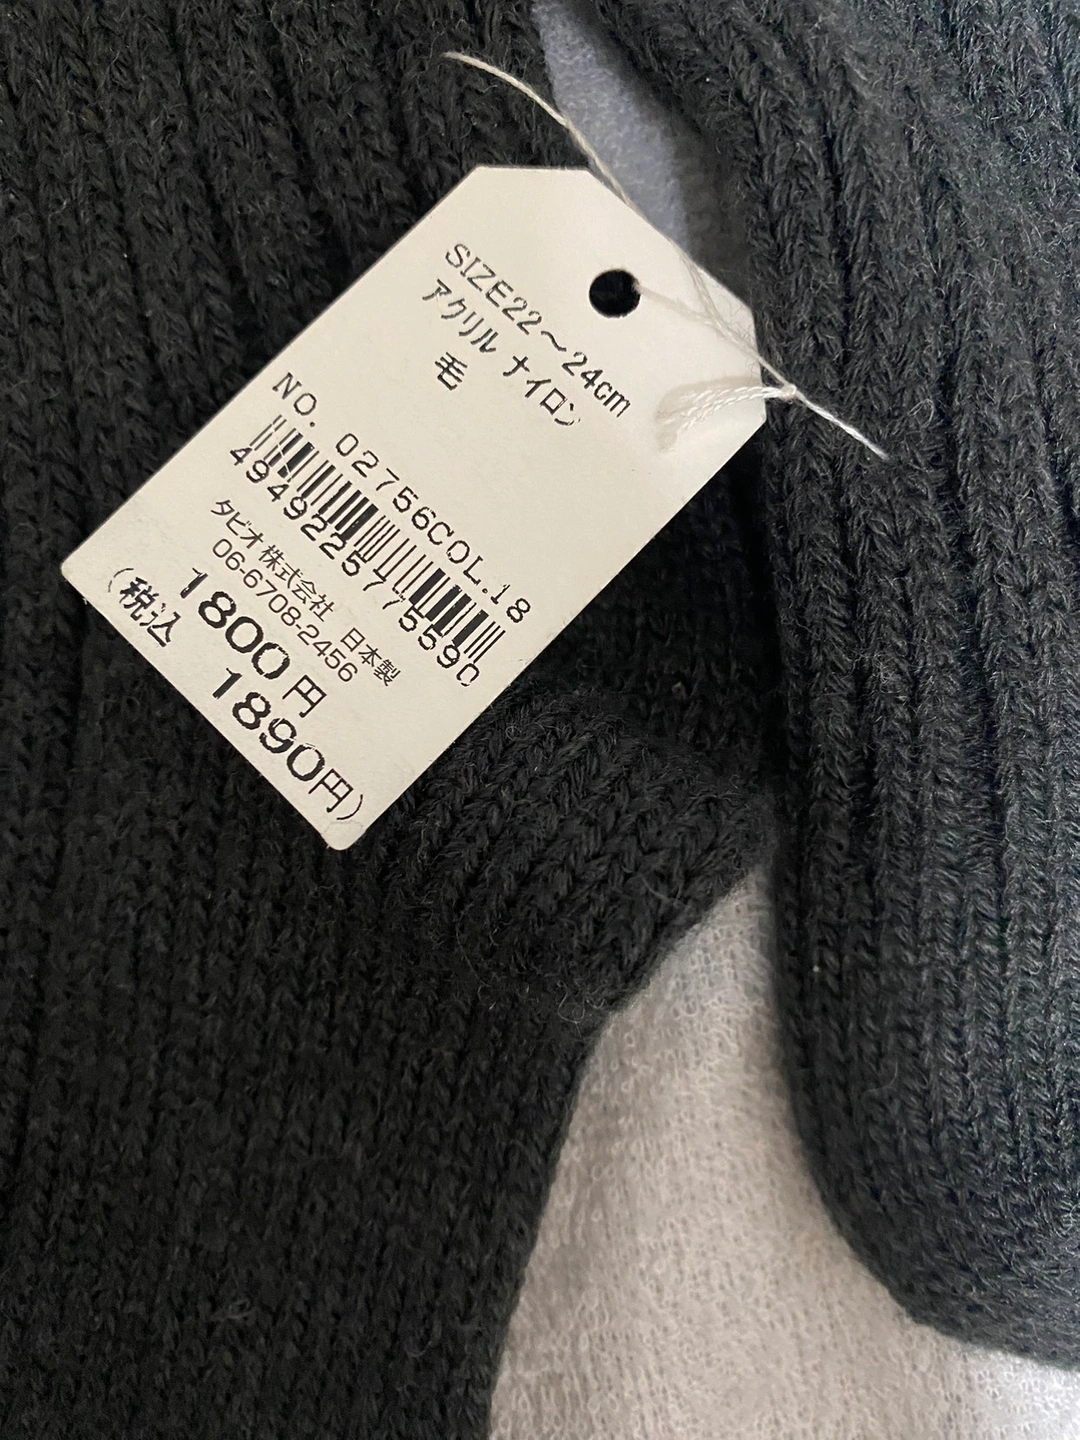 SIZE22〜24cm
アクリル ナイロン
毛
NO. 02756COL.18
4949225775590
タビオ株式会社 日本製
06-6708-2456
1800円
(税込 1890円)